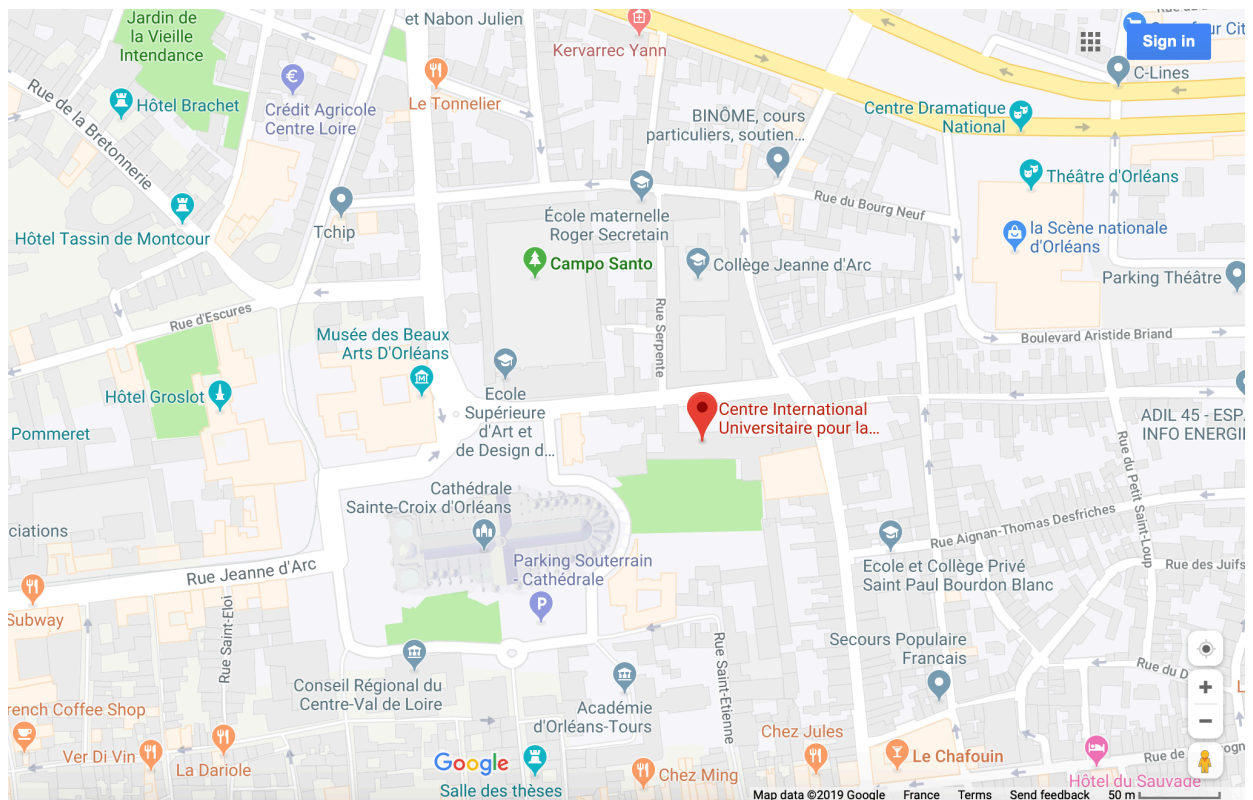 Jardin de
la Vieille
Intendance
et Nabon Julien
Kervarrec Yann
Sign in
C-Lines
Crédit Agricole
Centre Loire
Hôtel Brachet
Le Tonnelier
BINÔME, cours
particuliers, soutien...
Centre Dramatique
National
Rue de la Bretonnerie
Théâtre d'Orléans
Rue du Bourg Neuf
École maternelle
Roger Secretain
Tchip
Hôtel Tassin de Montcour
la Scène nationale
d'Orléans
Campo Santo
Collège Jeanne d'Arc
Parking Théâtre
Rue d'Escures
Rue Serpente
Musée des Beaux
Arts D'Orléans
Boulevard Aristide Briand
Hôtel Groslot
Ecole
Supérieure
d'Art et
de Design d...
Centre International
Universitaire pour la...
ADIL 45 - ESP
INFO ENERGI
Pommeret
Rue du Petit Saint-Loup
Cathédrale
Sainte-Croix d'Orléans
ciations
Rue Aignan-Thomas Desfriches
Parking Souterrain
- Cathédrale
Rue Jeanne d'Arc
Ecole et Collège Privé
Saint Paul Bourdon Blanc
Rue des Juifs
Subway
Rue Saint-Eloi
Rue Saint-Etienne
Secours Populaire
Francais
Rue du D
Conseil Régional du
Centre-Val de Loire
Académie
d'Orléans-Tours
rench Coffee Shop
Chez Jules
Ver Di Vin
La Dariole
Google
Le Chafouin
Rue de
Chez Ming
Hôtel du Sauvage
Salle des thèses
Map data ©2019 Google France Terms Send feedback 50 m